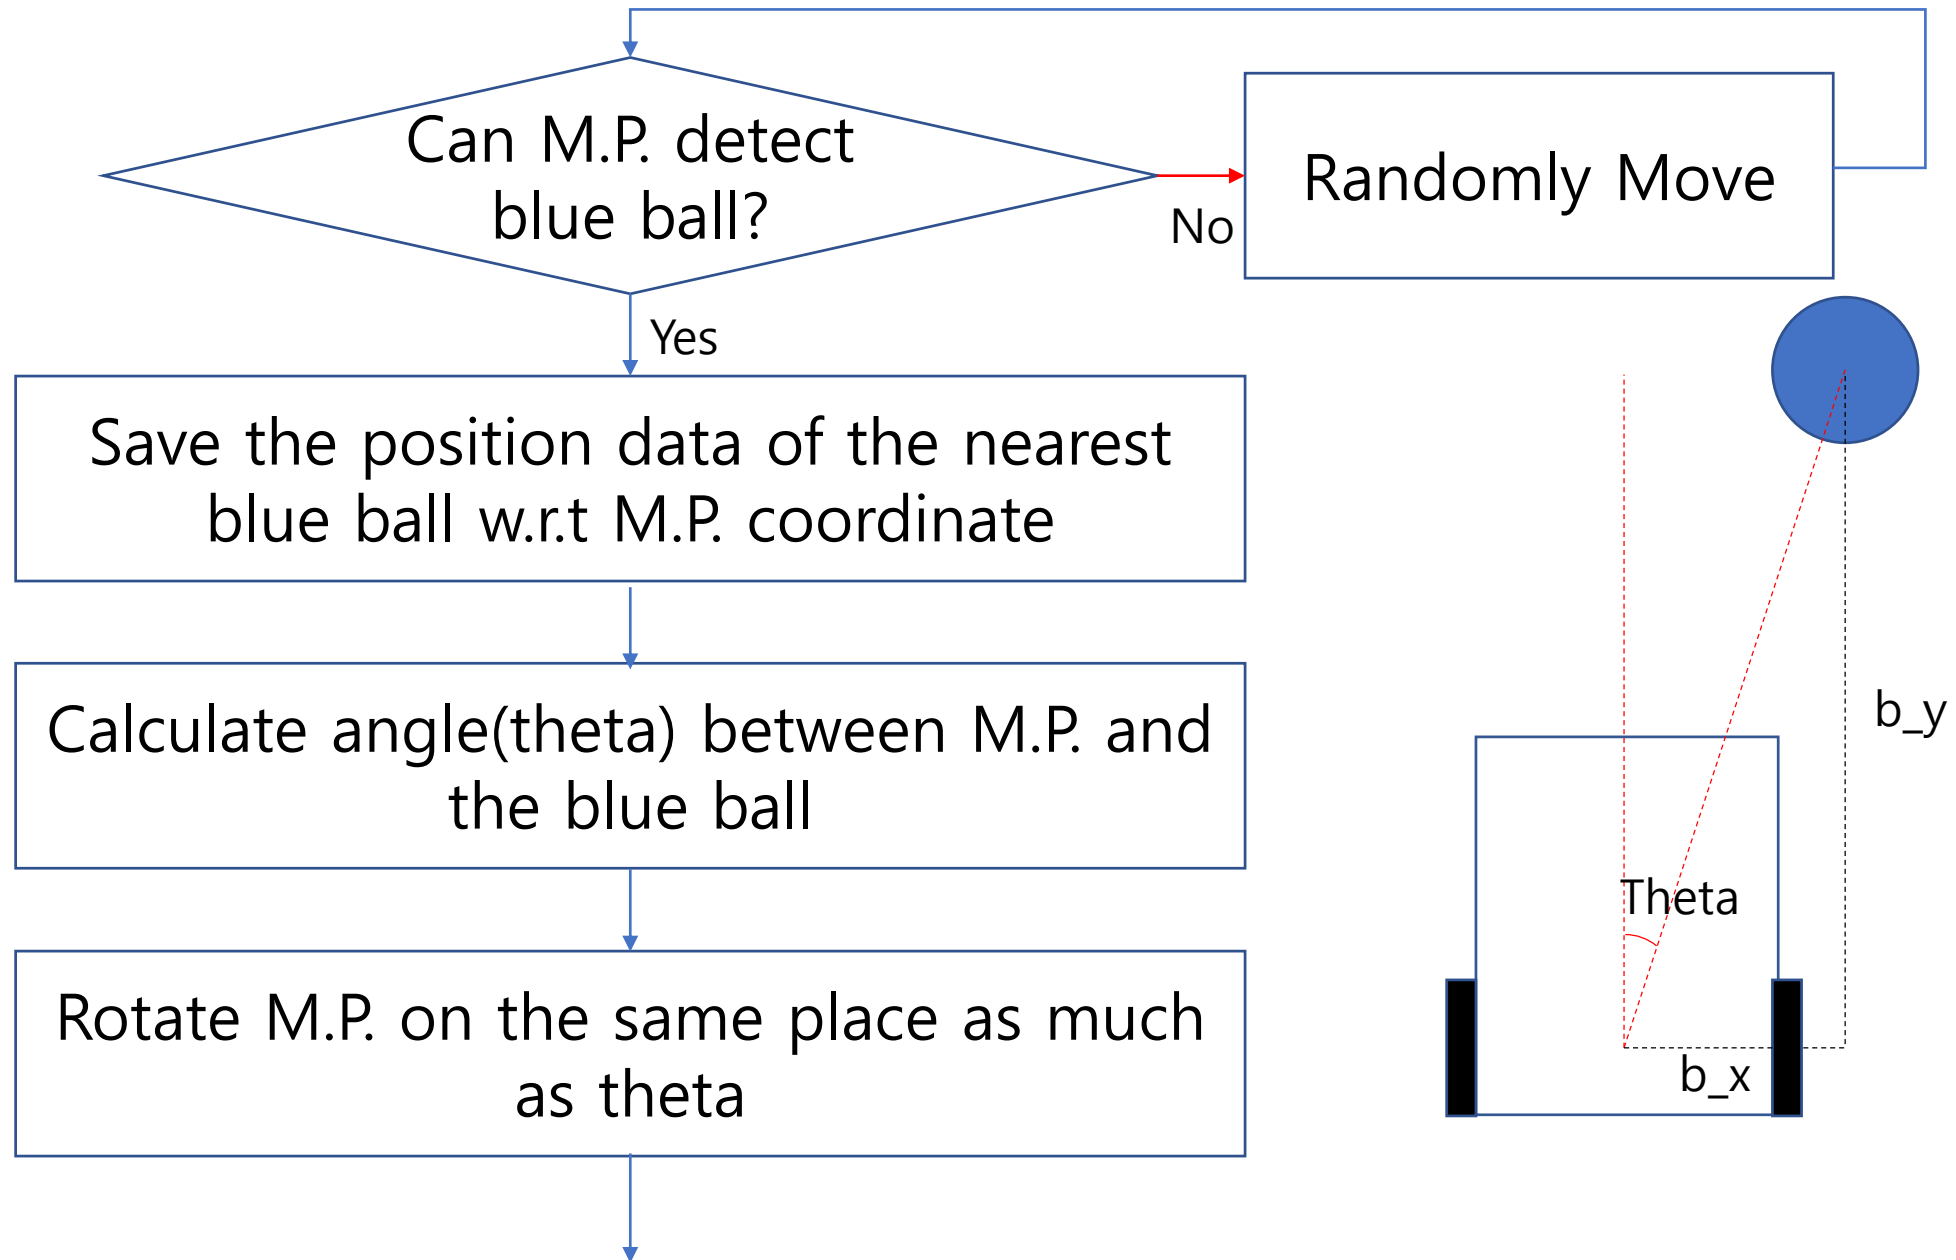 Can M.P. detect
blue ball?
No
Randomly Move
Yes
Save the position data of the nearest
blue ball w.r.t M.P. coordinate
Calculate angle(theta) between M.P. and
the blue ball
Rotate M.P. on the same place as much
as theta
b_y
Theta
b_x